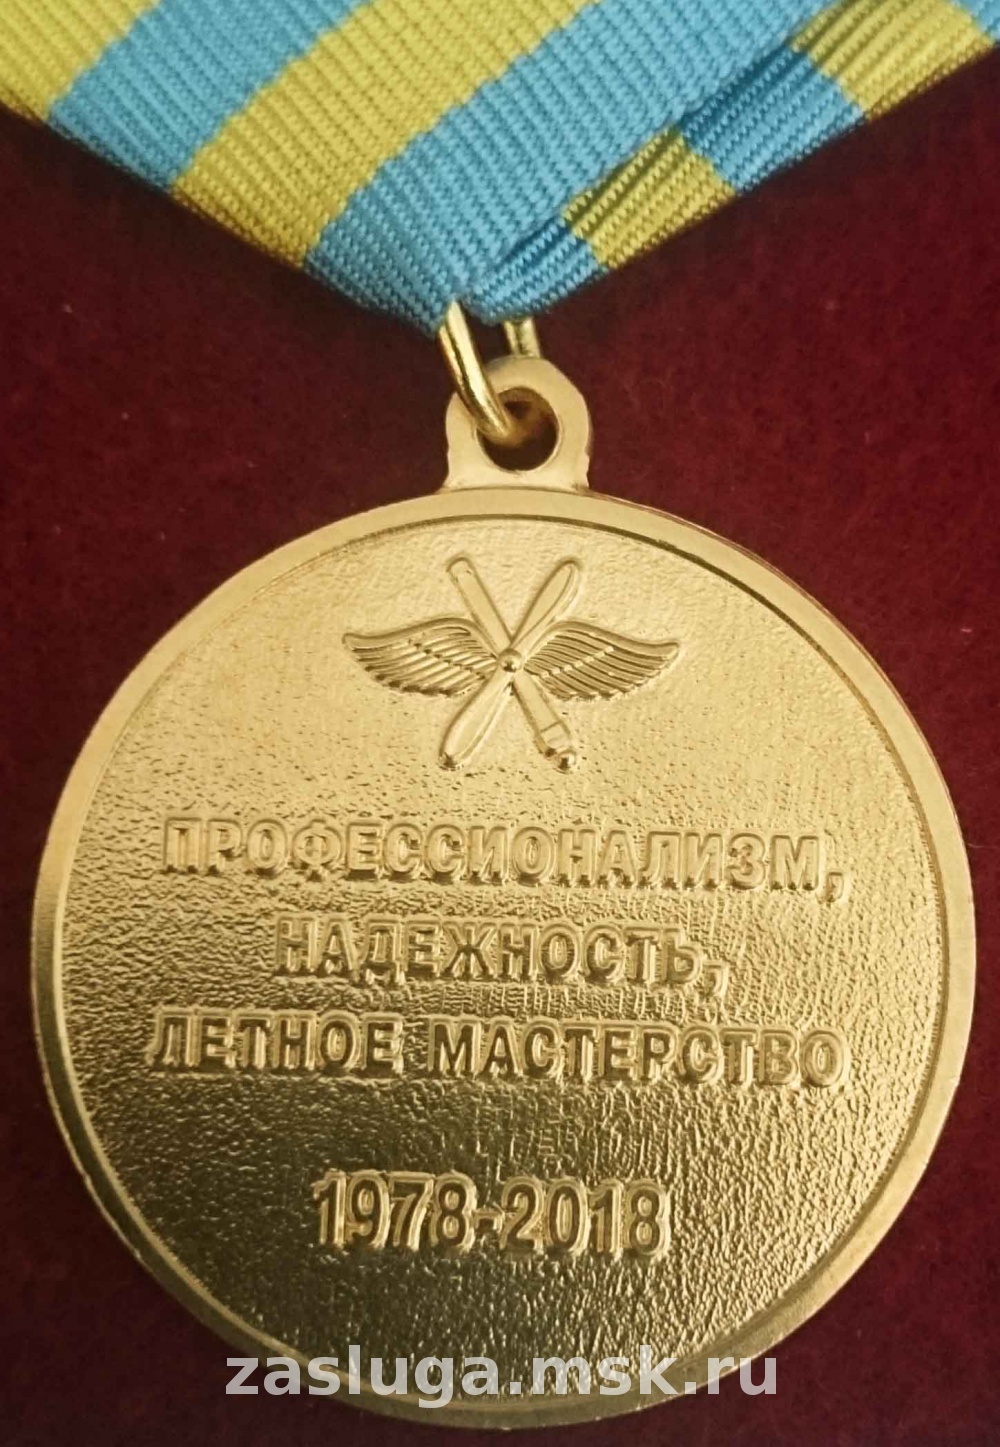 ПРОФЕССИОНАЛИЗМ,
НАДЕЖНОСТЬ,
ЛЕТНОЕ МАСТЕРСТВО
1978-2018
zasluga.msk.ru